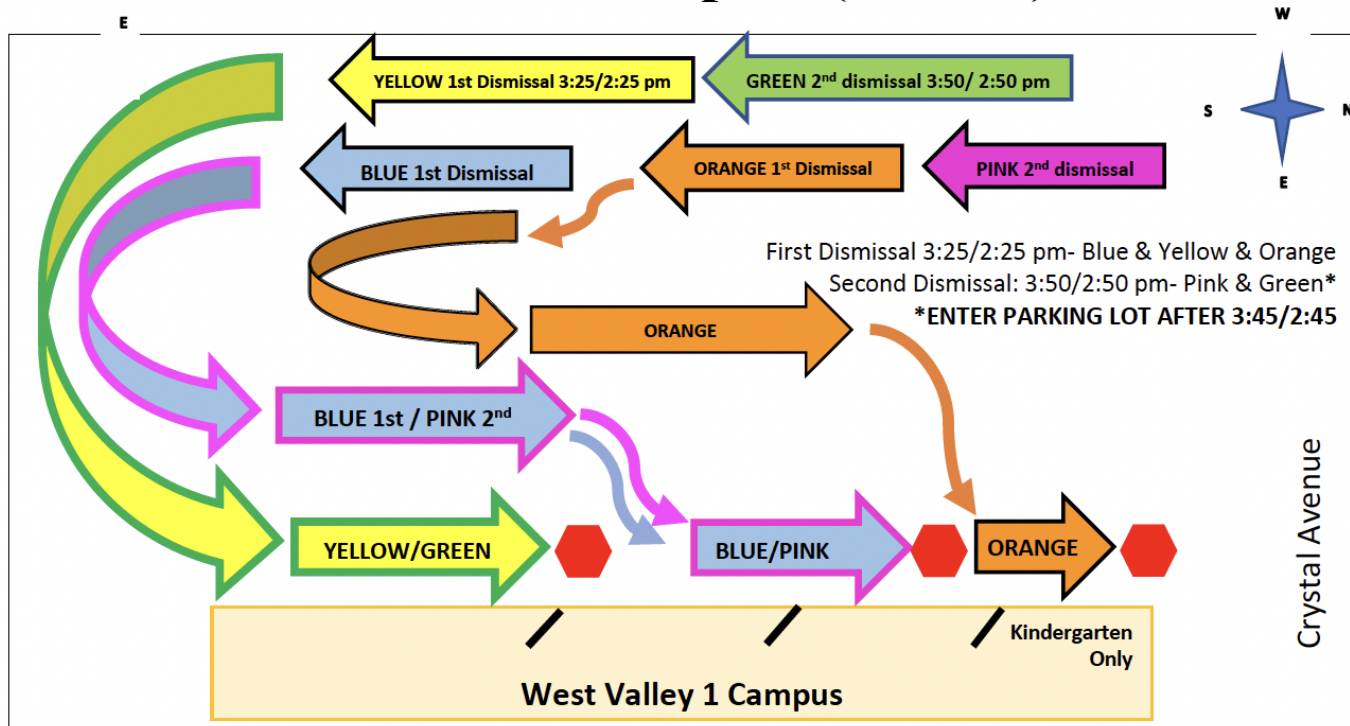 E
W
S
N
E
YELLOW 1st Dismissal 3:25/2:25 pm
GREEN 2nd dismissal 3:50/ 2:50 pm
BLUE 1st Dismissal
ORANGE 1st Dismissal
PINK 2nd dismissal
First Dismissal 3:25/2:25 pm- Blue & Yellow & Orange
Second Dismissal: 3:50/2:50 pm- Pink & Green*
*ENTER PARKING LOT AFTER 3:45/2:45
ORANGE
BLUE 1st / PINK 2nd
YELLOW/GREEN
BLUE/PINK
ORANGE
Crystal Avenue
Kindergarten
Only
West Valley 1 Campus